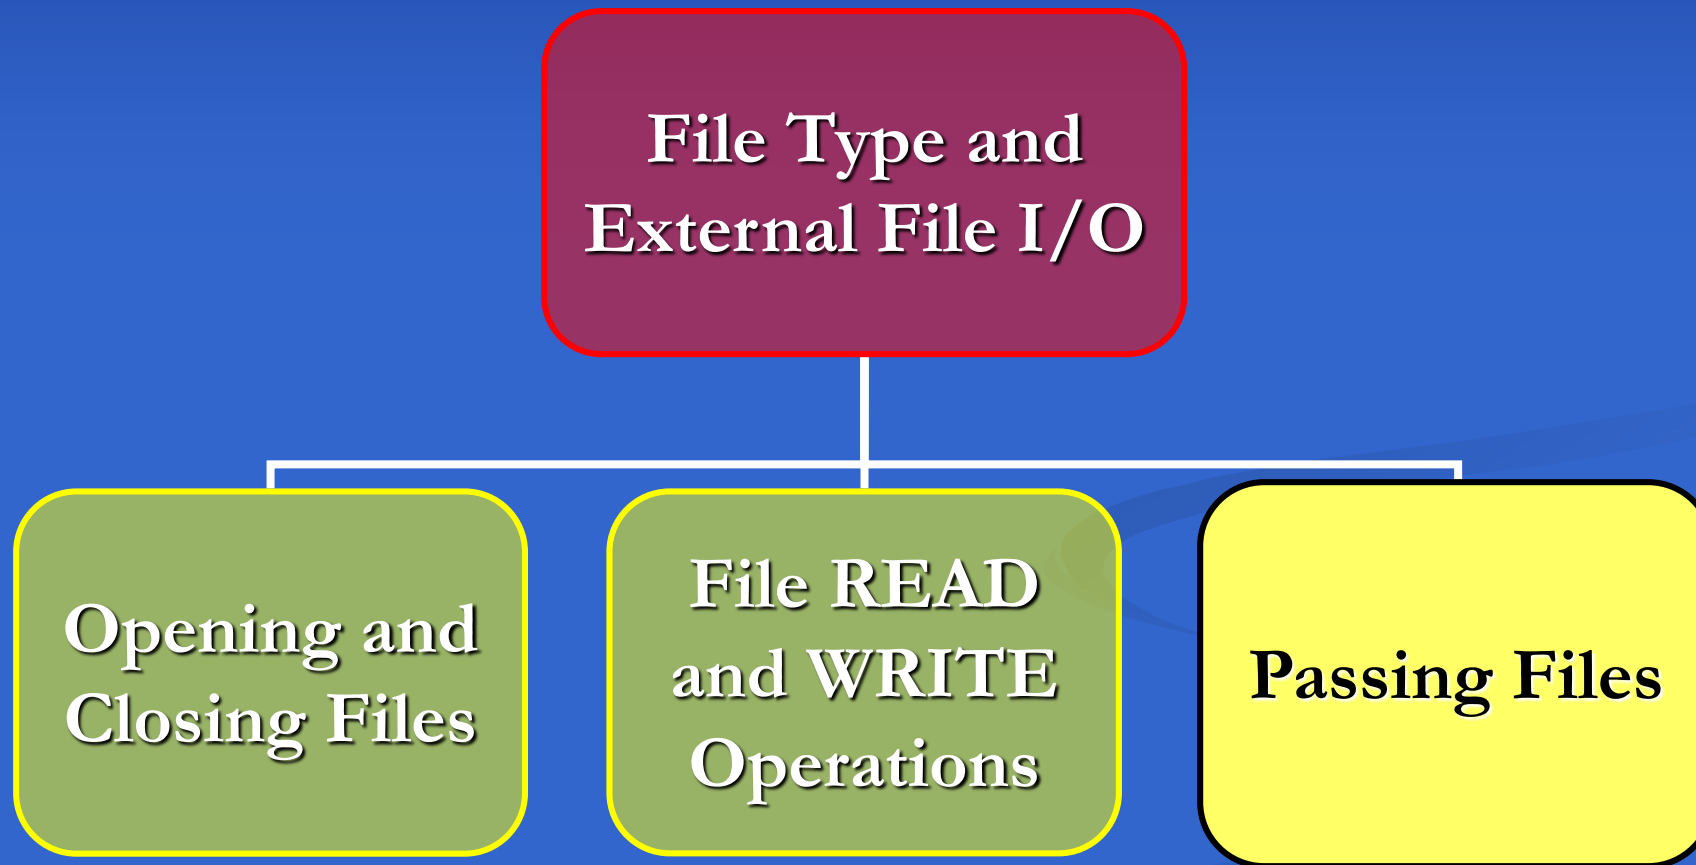 File Type and
External File I/O
Opening and
Closing Files
File READ
and WRITE
Operations
Passing Files